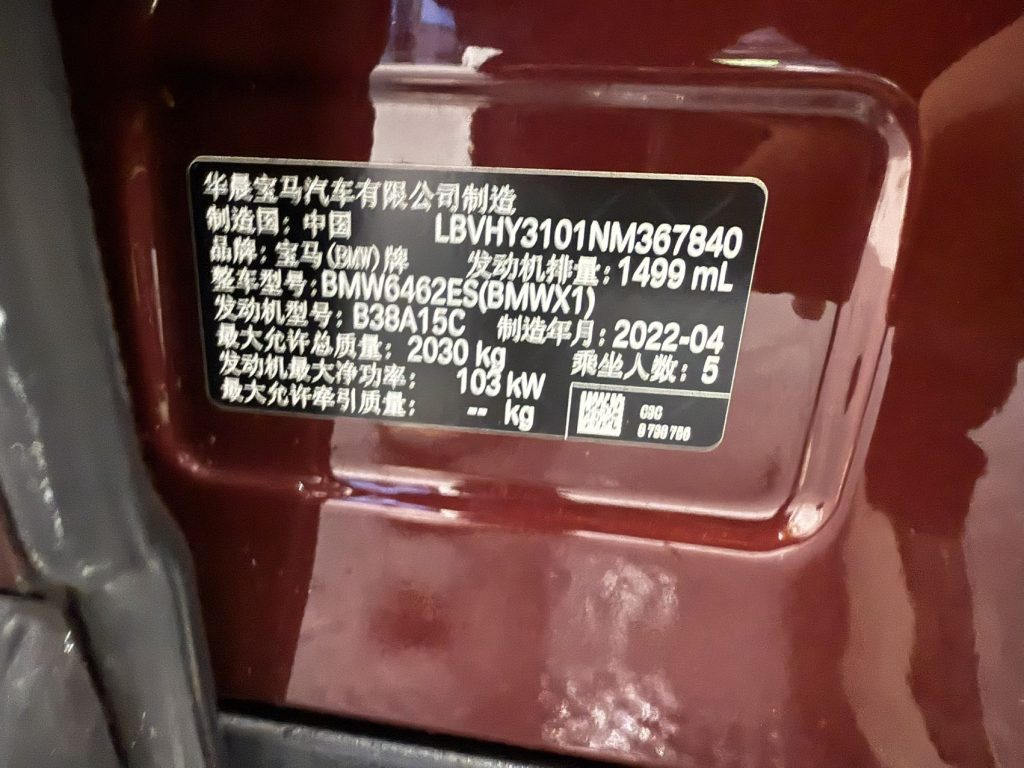 华晨宝马汽车有限公司制造
制造国：中国 LBVHY3101NM367840
品牌：宝马(BMW)牌 发动机排量：1499 mL
整车型号：BMW6462ES(BMWX1)
发动机型号：B38A15C 制造年月：2022-04
最大允许总质量：2030 kg 乘坐人数：5
发动机最大净功率：103 kW
最大允许牵引质量：-- kg